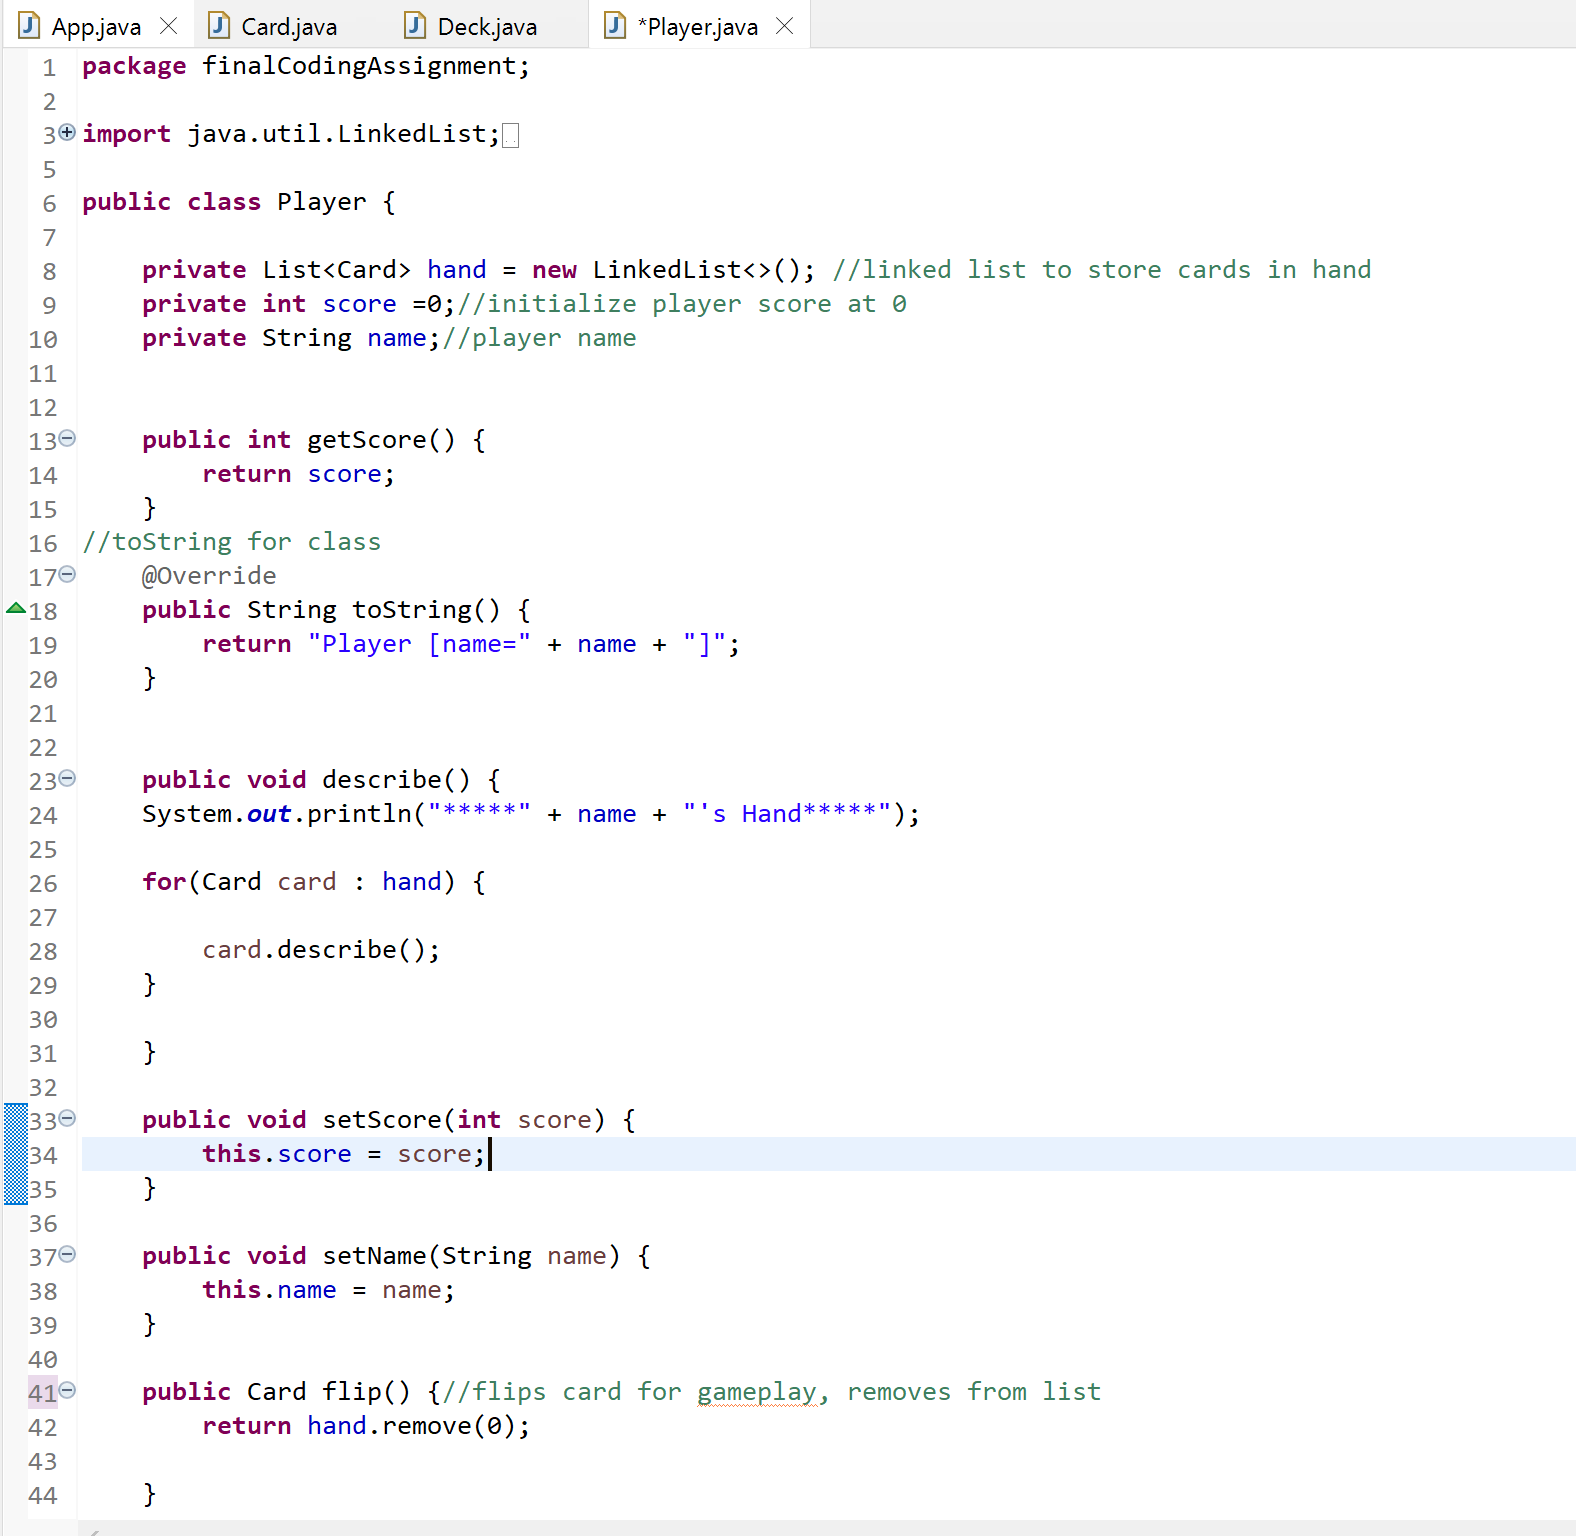 App.java Card.java Deck.java *Player.java
1 package finalCodingAssignment;
2
3 import java.util.LinkedList;
5
6 public class Player {
7
8     private List<Card> hand = new LinkedList<>(); //linked list to store cards in hand
9     private int score =0;//initialize player score at 0
10     private String name;//player name
11
12
13     public int getScore() {
14         return score;
15     }
16 //toString for class
17     @Override
18     public String toString() {
19         return "Player [name=" + name + "]";
20     }
21
22
23     public void describe() {
24     System.out.println("*****" + name + "'s Hand*****");
25
26     for(Card card : hand) {
27
28         card.describe();
29     }
30
31     }
32
33     public void setScore(int score) {
34         this.score = score;
35     }
36
37     public void setName(String name) {
38         this.name = name;
39     }
40
41     public Card flip() {//flips card for gameplay, removes from list
42         return hand.remove(0);
43
44     }